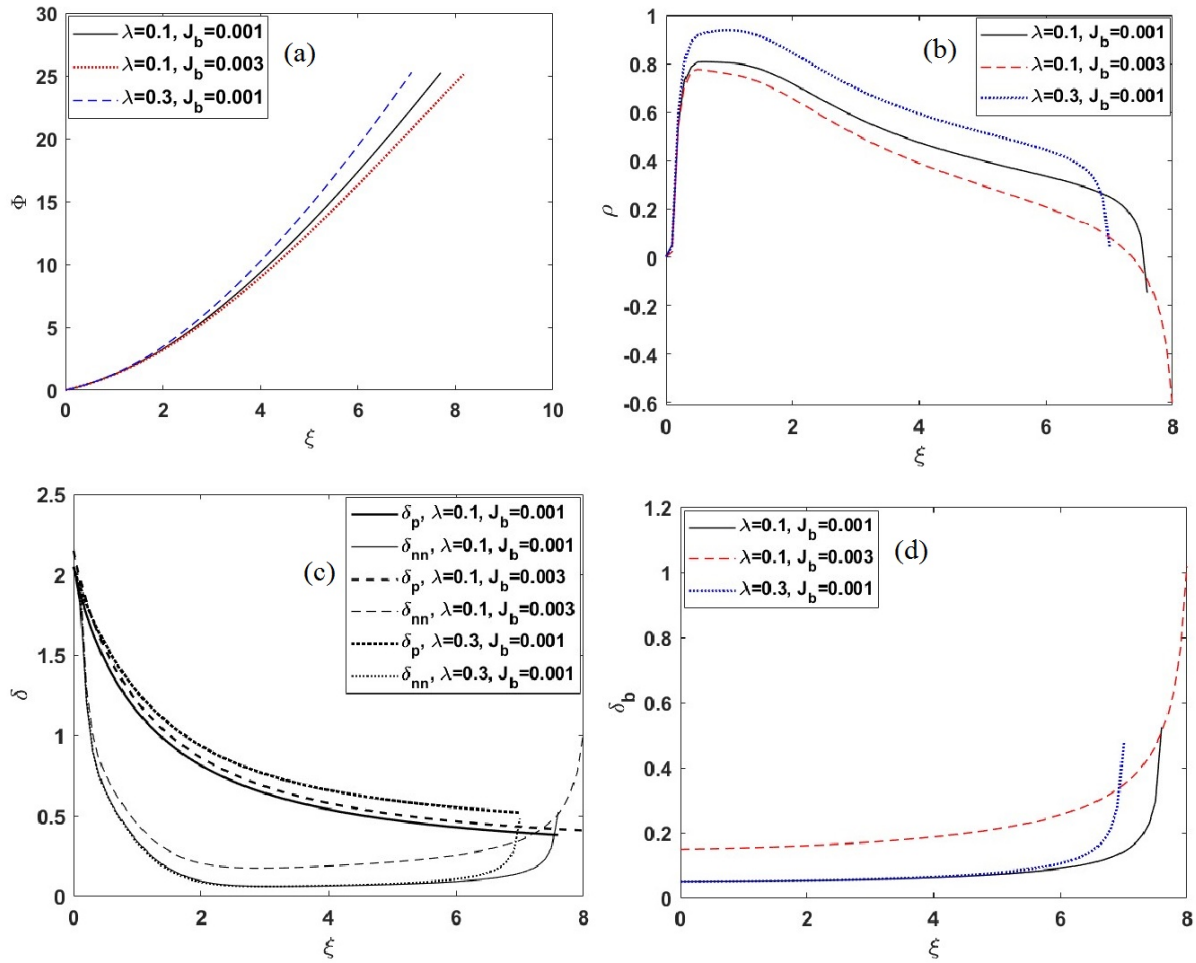 30
25
20
15
10
5
0
Φ
λ=0.1, J_b=0.001
λ=0.1, J_b=0.003
λ=0.3, J_b=0.001
(a)
0 2 4 6 8 10
ξ
1
0.8
0.6
0.4
0.2
0
-0.2
-0.4
-0.6
ρ
(b)
λ=0.1, J_b=0.001
λ=0.1, J_b=0.003
λ=0.3, J_b=0.001
0 2 4 6 8
ξ
2.5
2
1.5
1
0.5
0
δ
(c)
δ_p, λ=0.1, J_b=0.001
δ_nn, λ=0.1, J_b=0.001
δ_p, λ=0.1, J_b=0.003
δ_nn, λ=0.1, J_b=0.003
δ_p, λ=0.3, J_b=0.001
δ_nn, λ=0.3, J_b=0.001
0 2 4 6 8
ξ
1.2
1
0.8
0.6
0.4
0.2
0
δ_b
λ=0.1, J_b=0.001
λ=0.1, J_b=0.003
λ=0.3, J_b=0.001
(d)
0 2 4 6 8
ξ